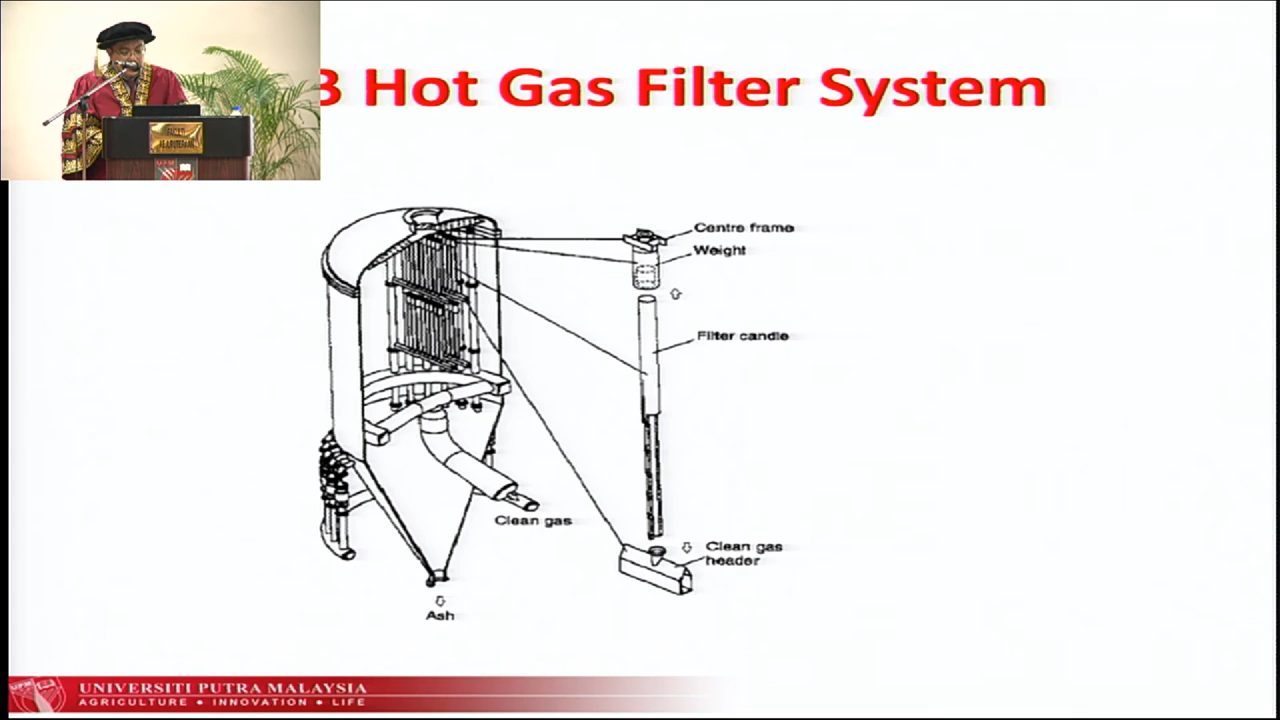 3 Hot Gas Filter System
Centre frame
Weight
Filter candle
Clean gas
Clean gas
header
Ash
UPM
UNIVERSITI PUTRA MALAYSIA
AGRICULTURE • INNOVATION • LIFE